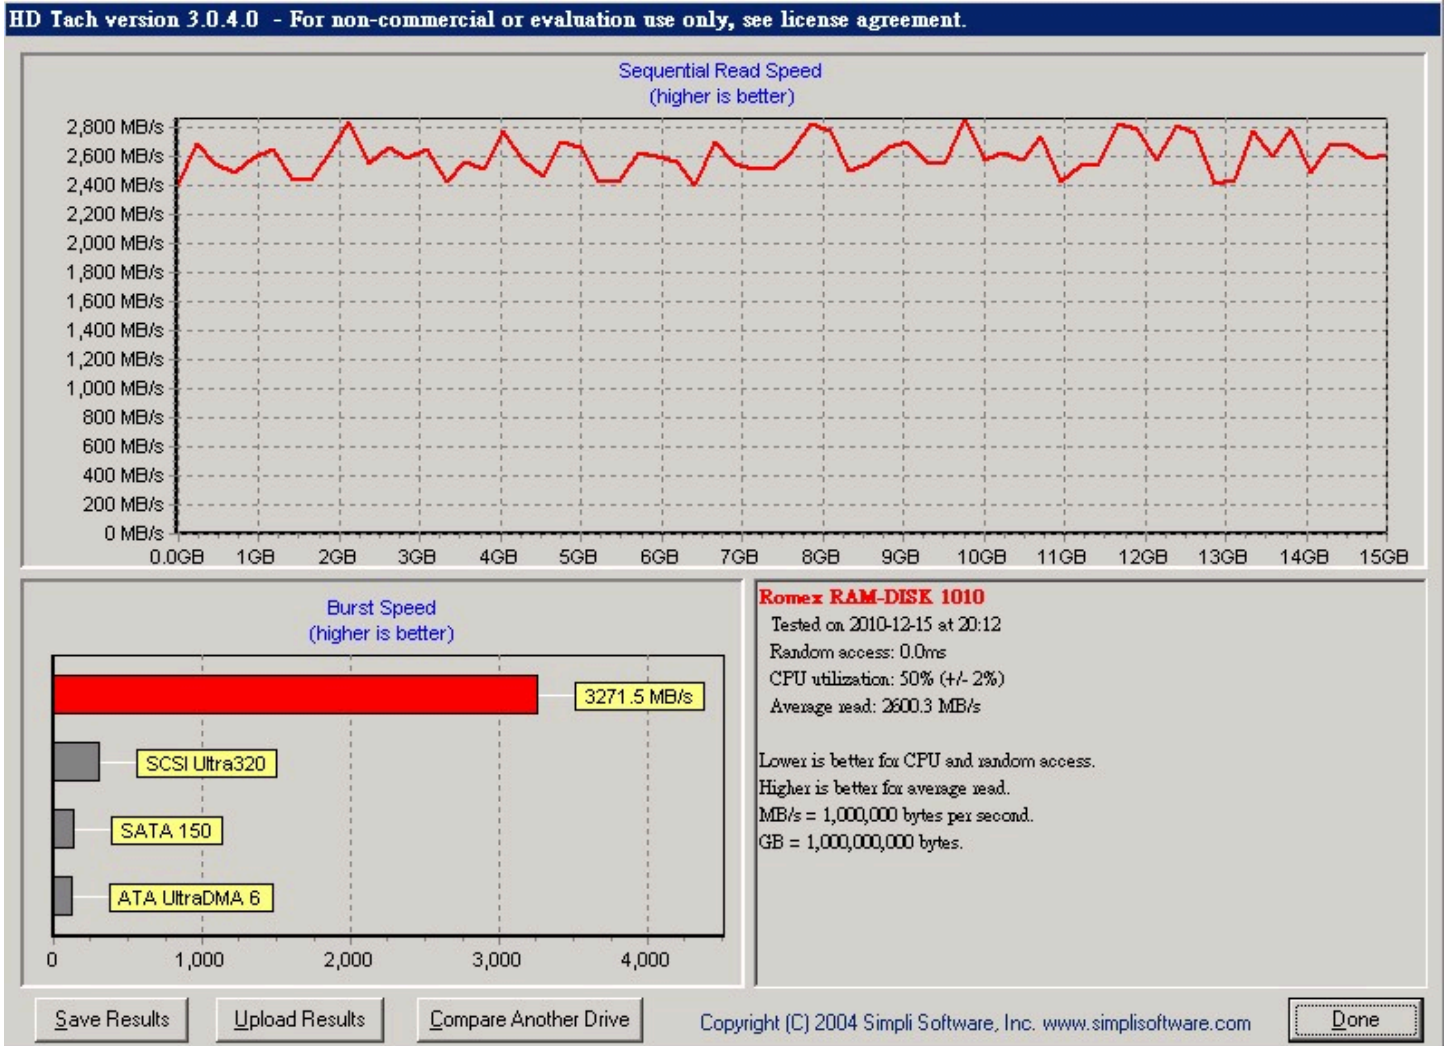 HD Tach version 3.0.4.0 - For non-commercial or evaluation use only, see license agreement.
Sequential Read Speed
(higher is better)
2,800 MB/s
2,600 MB/s
2,400 MB/s
2,200 MB/s
2,000 MB/s
1,800 MB/s
1,600 MB/s
1,400 MB/s
1,200 MB/s
1,000 MB/s
800 MB/s
600 MB/s
400 MB/s
200 MB/s
0 MB/s
0.0GB 1GB 2GB 3GB 4GB 5GB 6GB 7GB 8GB 9GB 10GB 11GB 12GB 13GB 14GB 15GB
Burst Speed
(higher is better)
3271.5 MB/s
SCSI Ultra320
SATA 150
ATA UltraDMA 6
0 1,000 2,000 3,000 4,000
Romex RAM-DISK 1010
Tested on 2010-12-15 at 20:12
Random access: 0.0ms
CPU utilization: 50% (+/- 2%)
Average read: 2600.3 MB/s
Lower is better for CPU and random access.
Higher is better for average read.
MB/s = 1,000,000 bytes per second.
GB = 1,000,000,000 bytes.
Save Results Upload Results Compare Another Drive Copyright (C) 2004 Simpli Software, Inc. www.simplisoftware.com Done